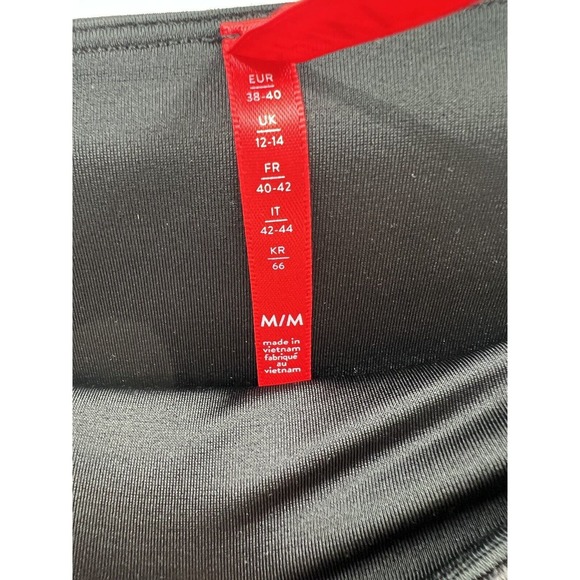 EUR
38-40
UK
12-14
FR
40-42
IT
42-44
KR
66
M/M
made in
vietnam
fabriqué
au
vietnam